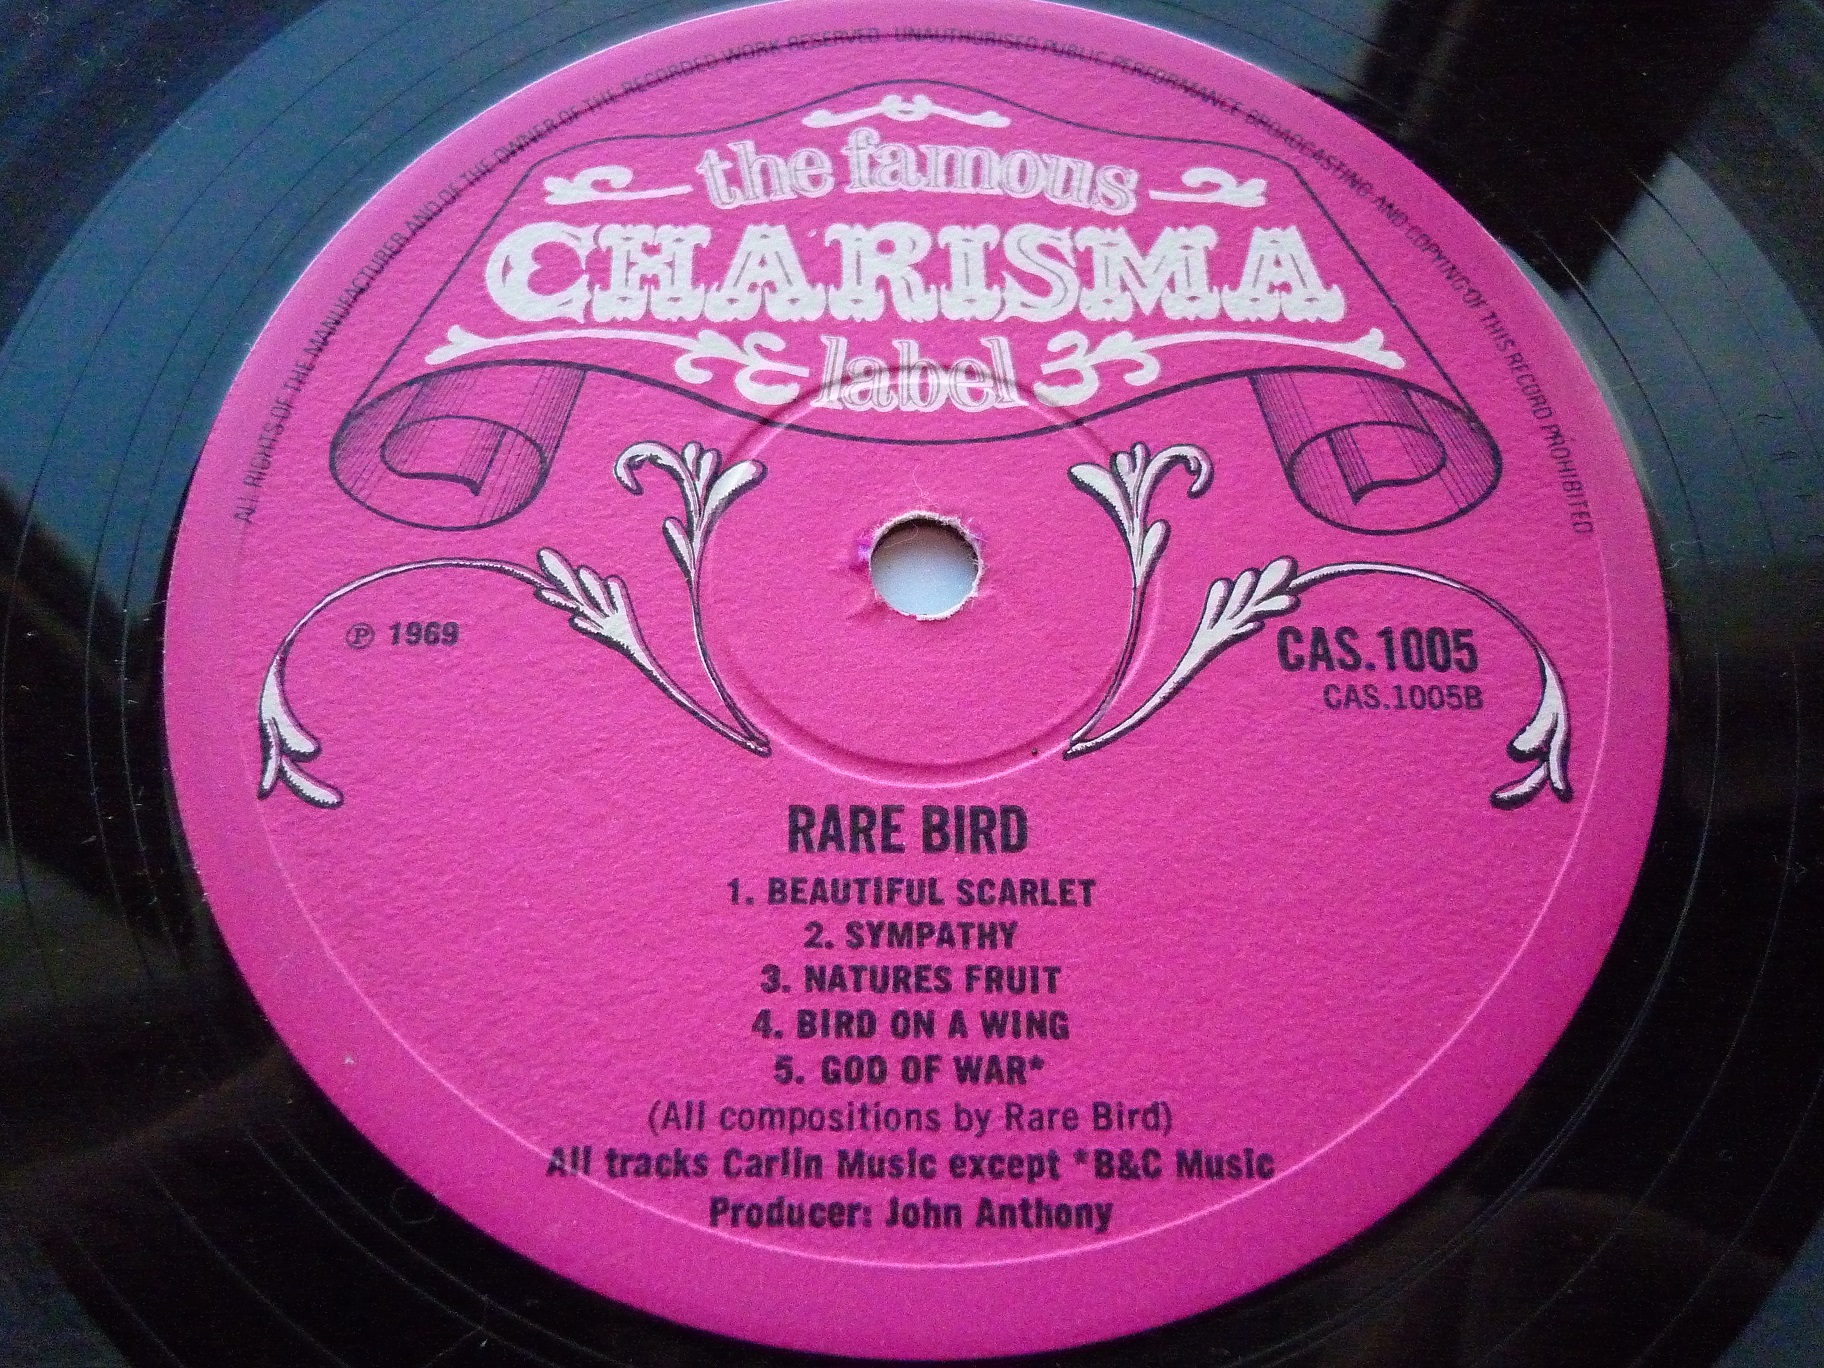 ALL RIGHTS OF THE MANUFACTURER AND OF THE OWNER OF THE RECORDED WORK RESERVED. UNAUTHORISED PUBLIC PERFORMANCE BROADCASTING AND COPYING OF THIS RECORD PROHIBITED
the famous
CHARISMA
label
℗ 1969
CAS.1005
CAS.1005B
RARE BIRD
1. BEAUTIFUL SCARLET
2. SYMPATHY
3. NATURES FRUIT
4. BIRD ON A WING
5. GOD OF WAR*
(All compositions by Rare Bird)
All tracks Carlin Music except *B&C Music
Producer: John Anthony